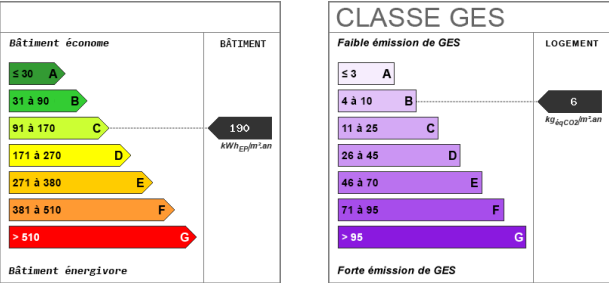 Bâtiment économe
BÂTIMENT
≤ 30 A
31 à 90 B
91 à 170 C
190
kWhEP/m².an
171 à 270 D
271 à 380 E
381 à 510 F
> 510 G
Bâtiment énergivore
CLASSE GES
Faible émission de GES
LOGEMENT
≤ 3 A
4 à 10 B
6
kgéqCO2/m².an
11 à 25 C
26 à 45 D
46 à 70 E
71 à 95 F
> 95 G
Forte émission de GES